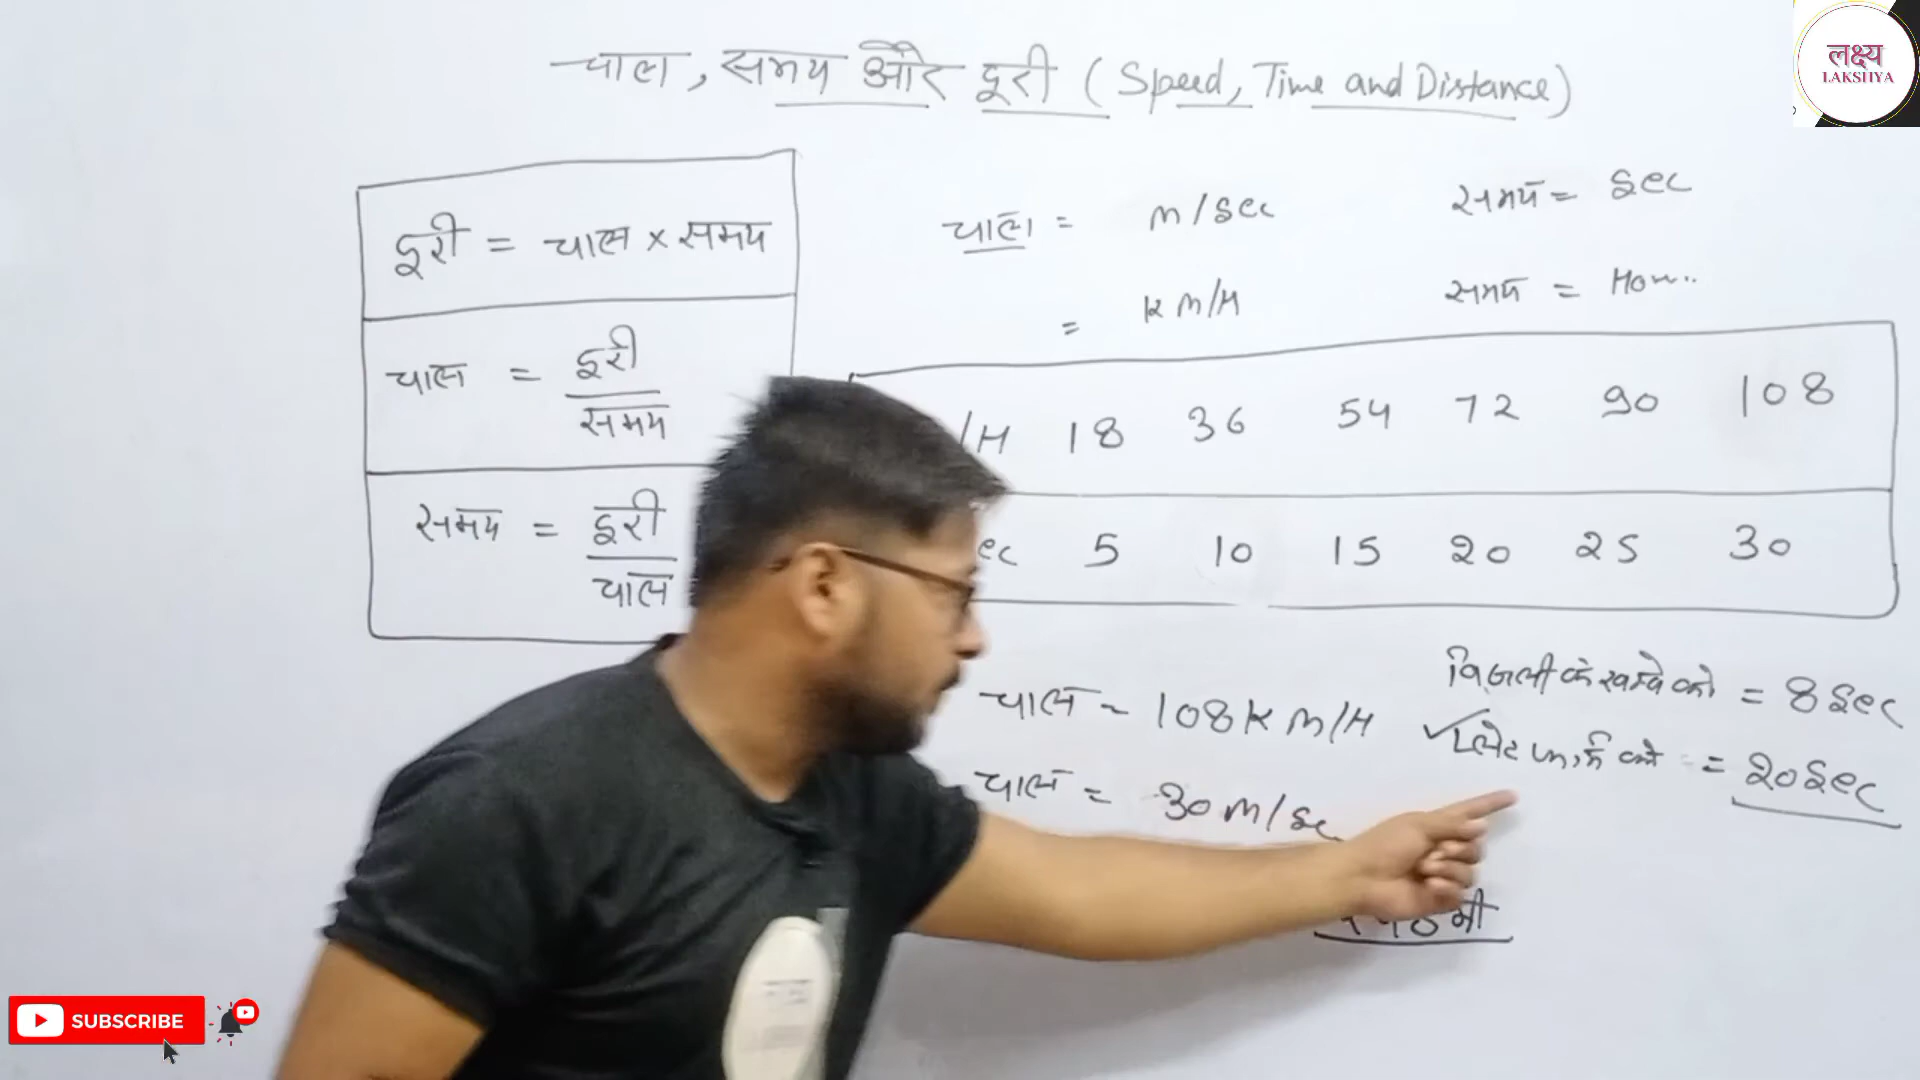 चाल, समय और दूरी (Speed, Time and Distance)
लक्ष्य
LAKSHYA
दूरी = चाल x समय
चाल = दूरी / समय
समय = दूरी / चाल
चाल = m/sec समय = sec
= km/H समय = Hour
/H 18 36 54 72 90 108
ec 5 10 15 20 25 30
चाल = 108 km/H
चाल = 30 m/sec
बिजली के खम्बे को = 8 sec
✓प्लेटफार्म को = 20 sec
SUBSCRIBE